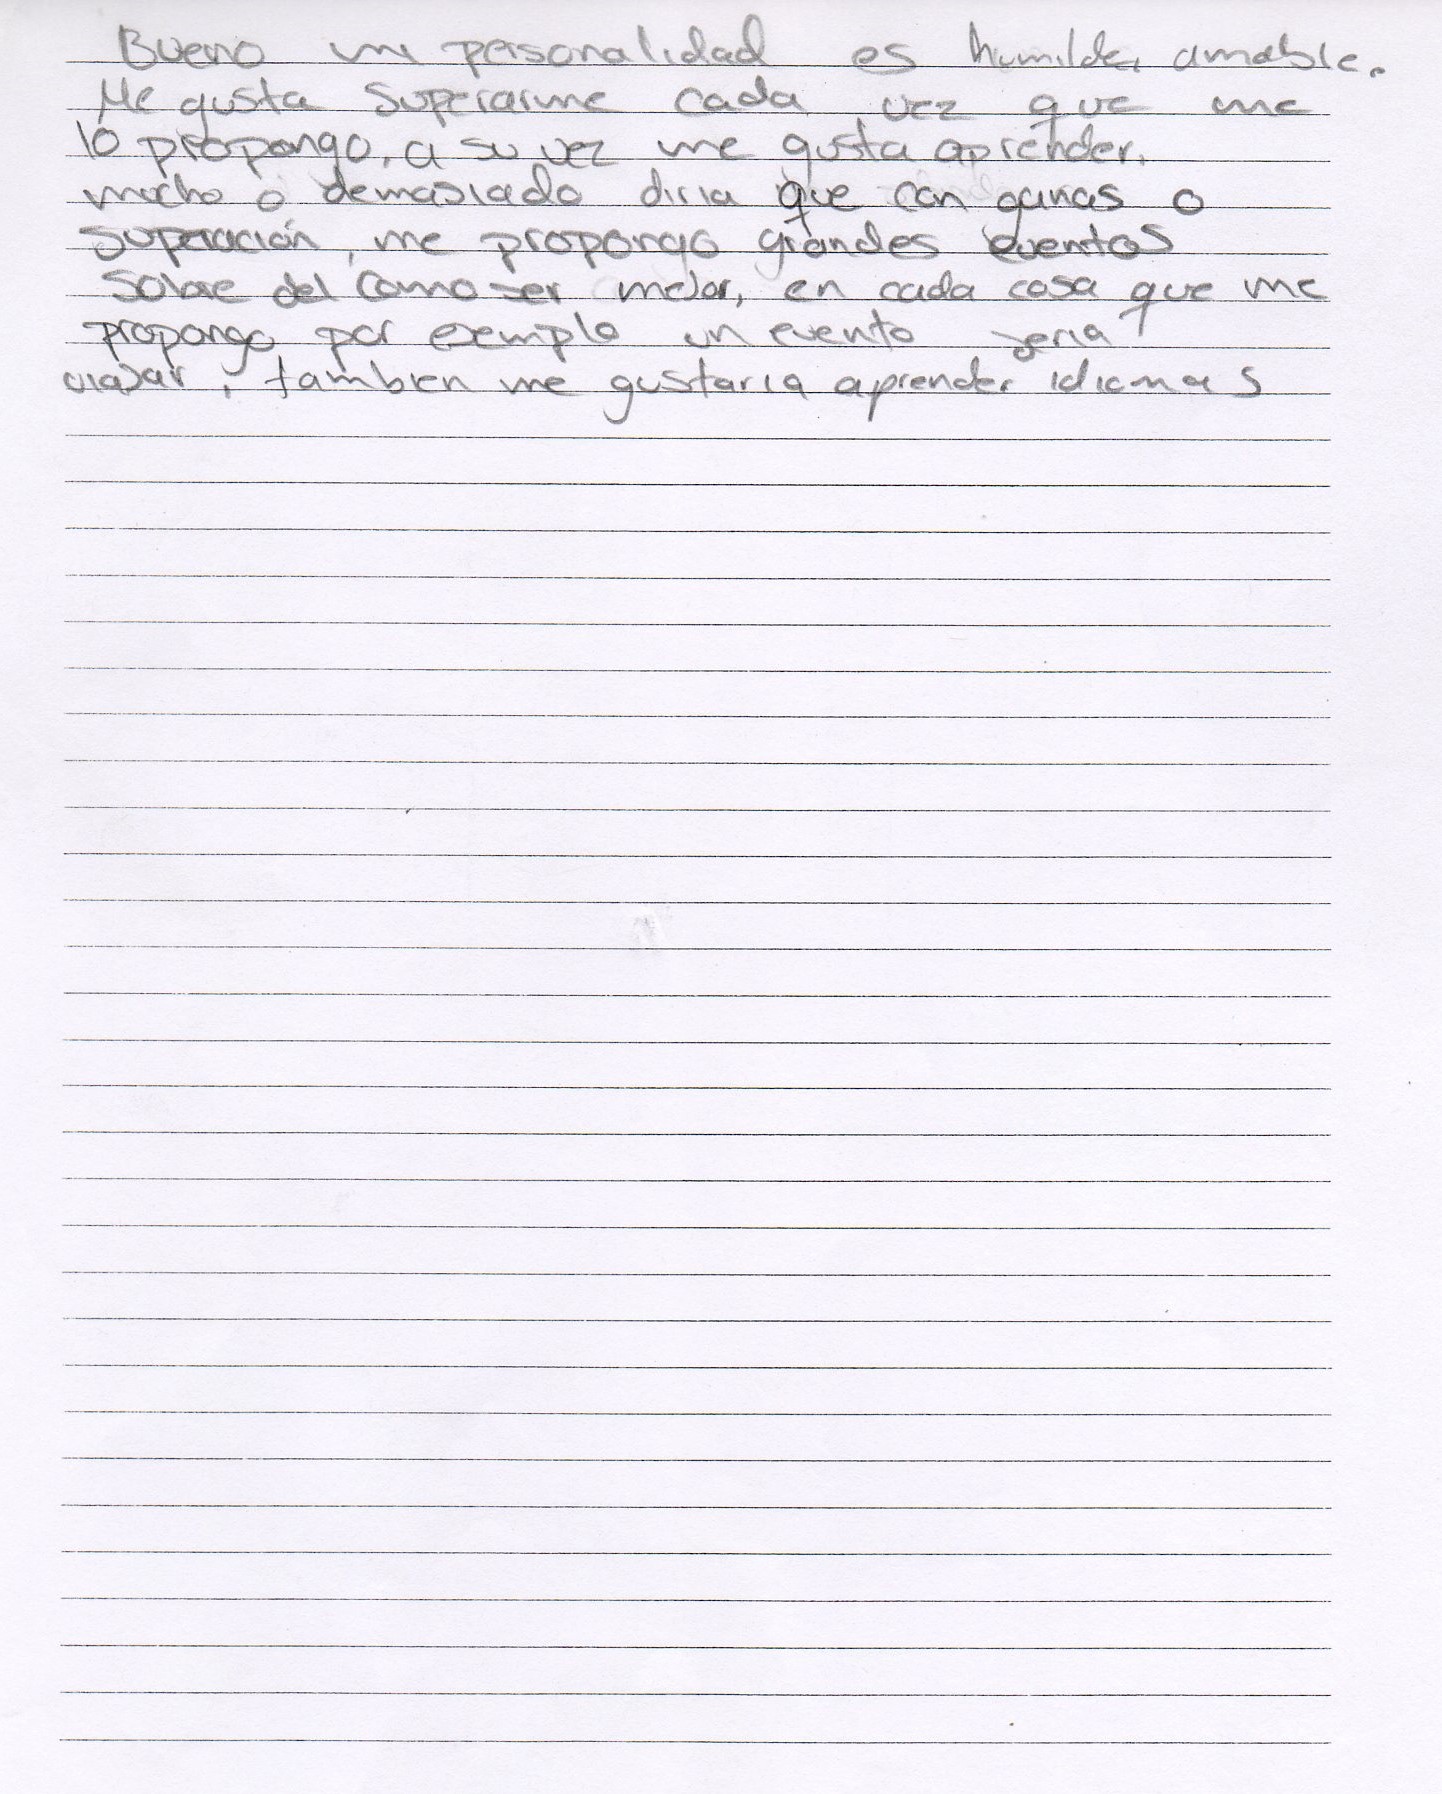 Bueno mi personalidad es humilde, amable.
Me gusta superarme cada vez que me
lo propongo, a su vez me gusta aprender,
mucho o demasiado diria que con ganas o
superación, me propongo grandes eventos
sobre del como ser mejor, en cada cosa que me
propongo por exemplo un evento seria
viajar, tambien me gustaria aprender idiomas